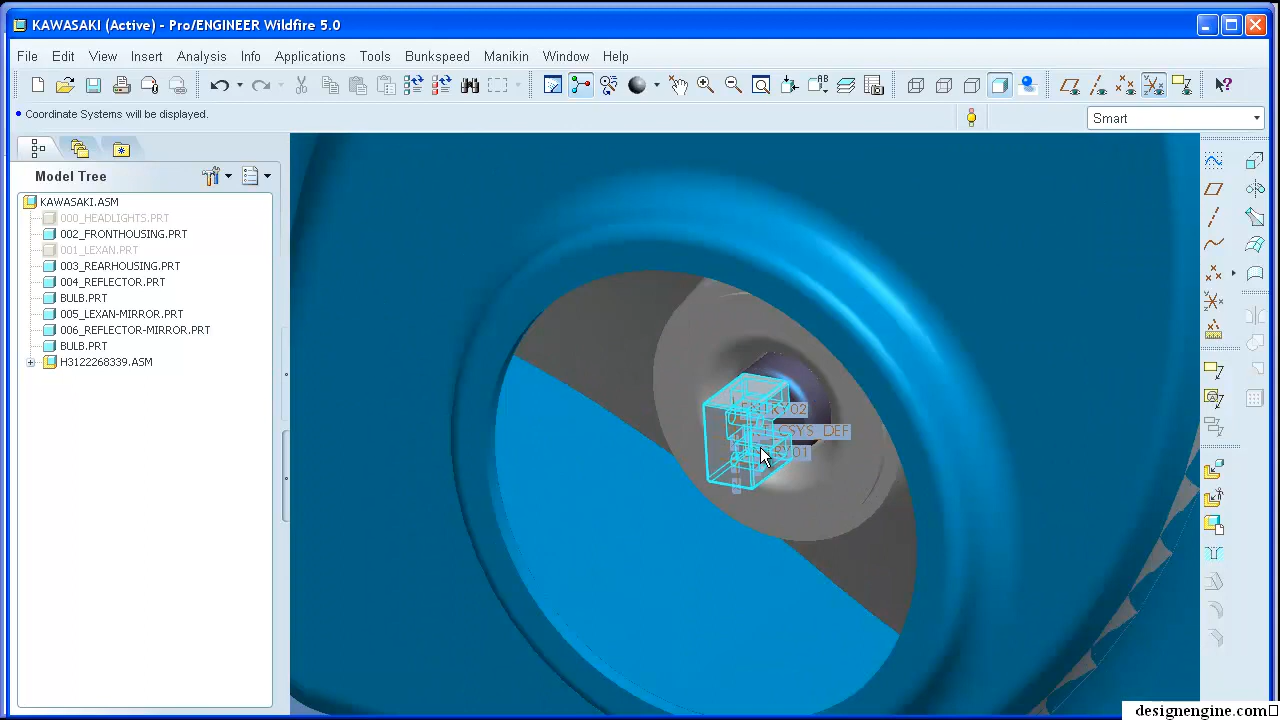 KAWASAKI (Active) - Pro/ENGINEER Wildfire 5.0
File Edit View Insert Analysis Info Applications Tools Bunkspeed Manikin Window Help
Coordinate Systems will be displayed.
Smart
Model Tree
KAWASAKI.ASM
000_HEADLIGHTS.PRT
002_FRONTHOUSING.PRT
001_LEXAN.PRT
003_REARHOUSING.PRT
004_REFLECTOR.PRT
BULB.PRT
005_LEXAN-MIRROR.PRT
006_REFLECTOR-MIRROR.PRT
BULB.PRT
H3122268339.ASM
CSYS_DEF
designengine.com